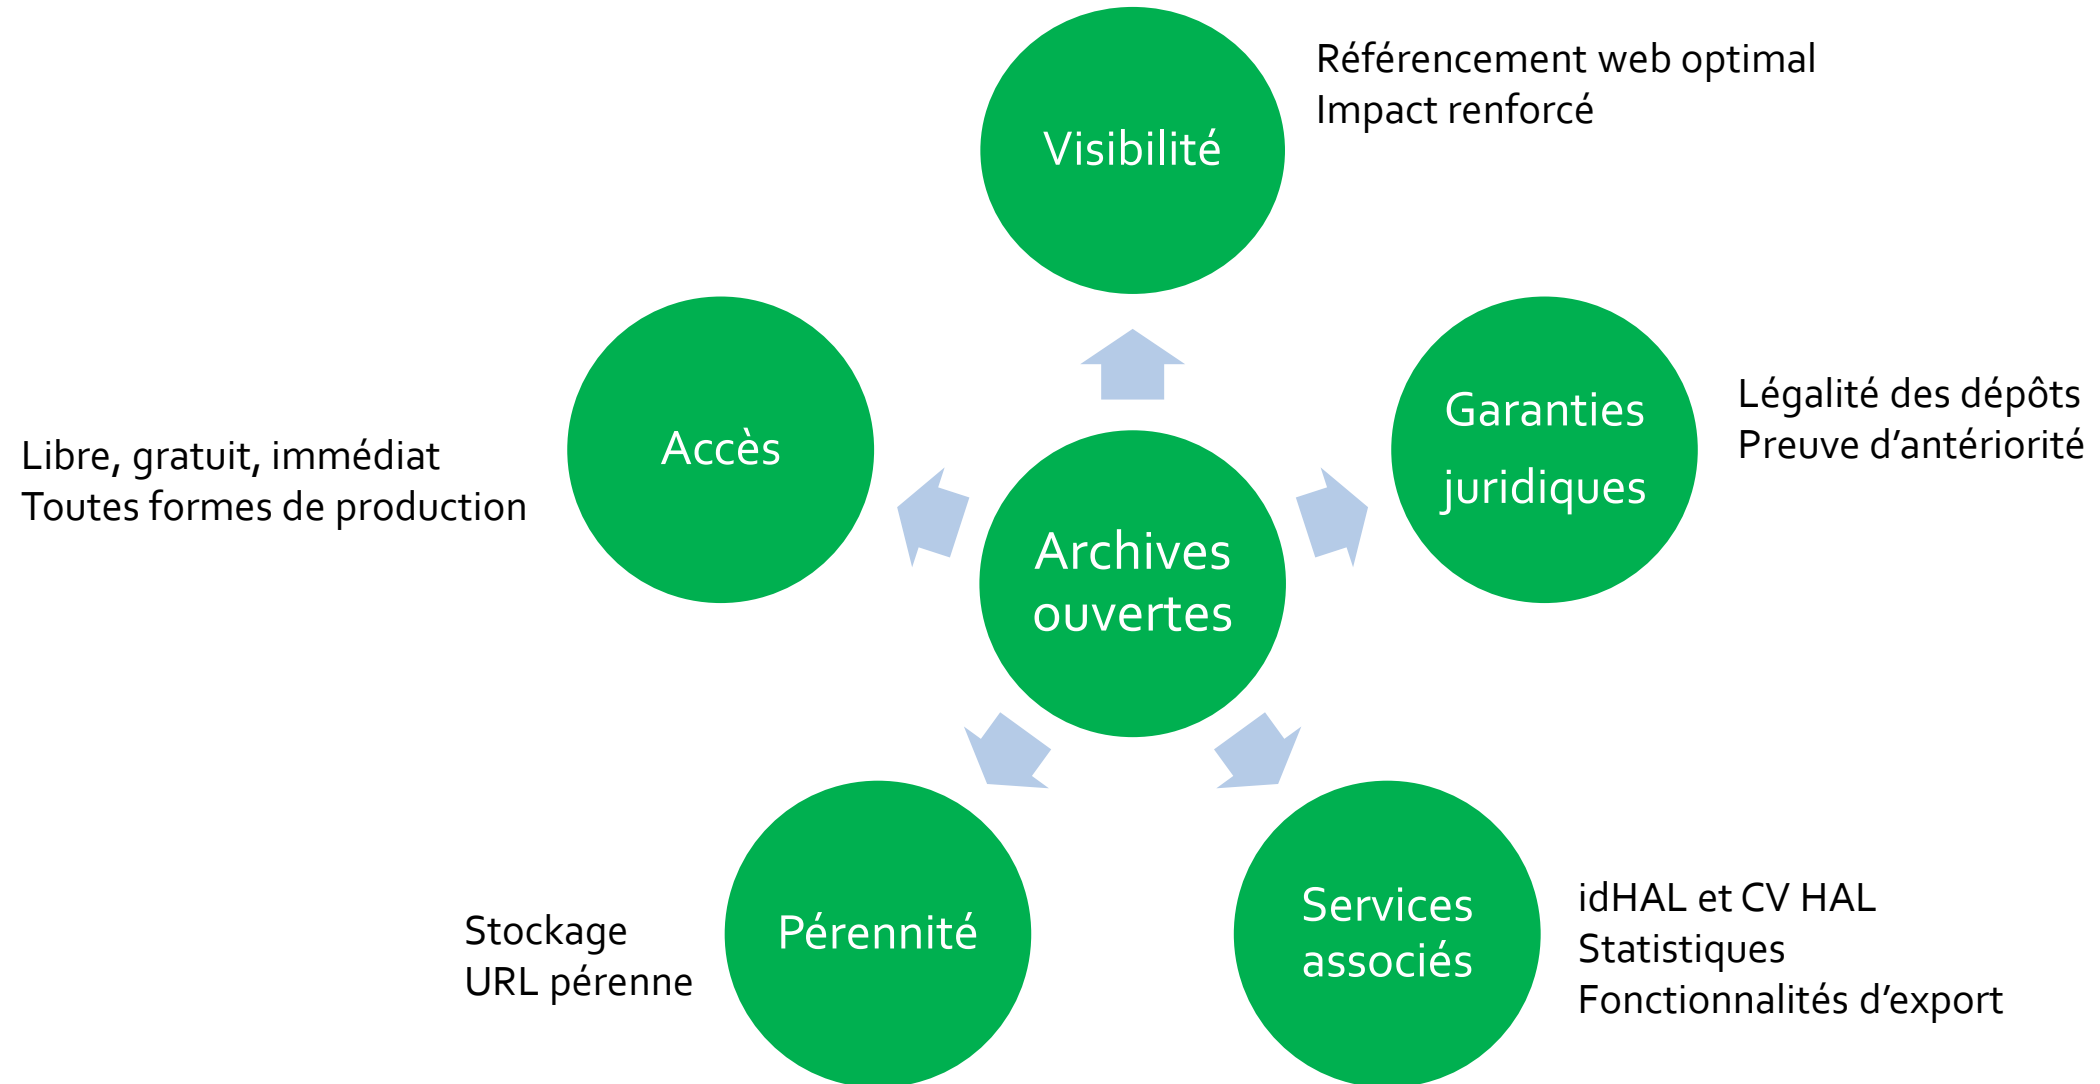 Visibilité
Référencement web optimal
Impact renforcé
Accès
Libre, gratuit, immédiat
Toutes formes de production
Garanties
juridiques
Légalité des dépôts
Preuve d’antériorité
Archives
ouvertes
Pérennité
Stockage
URL pérenne
Services
associés
idHAL et CV HAL
Statistiques
Fonctionnalités d’export